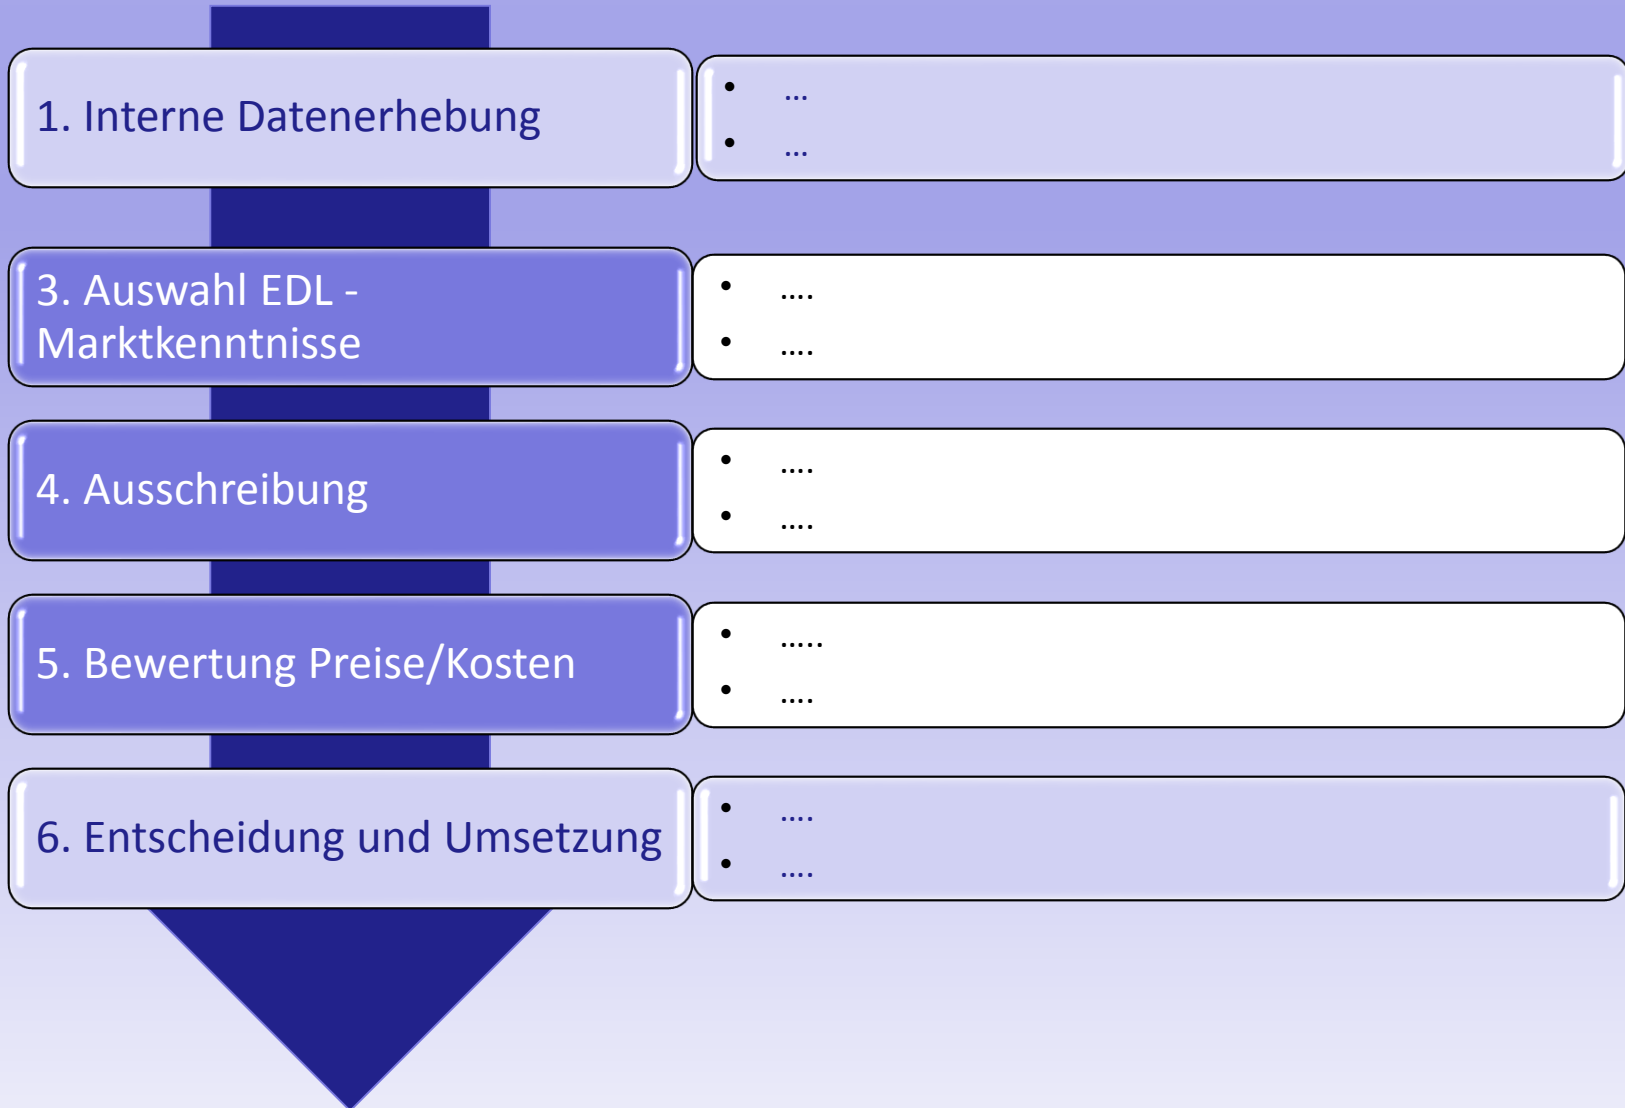 1. Interne Datenerhebung
• ...
• ...
3. Auswahl EDL -
Marktkenntnisse
• ....
• ....
4. Ausschreibung
• ....
• ....
5. Bewertung Preise/Kosten
• .....
• ....
6. Entscheidung und Umsetzung
• ....
• ....